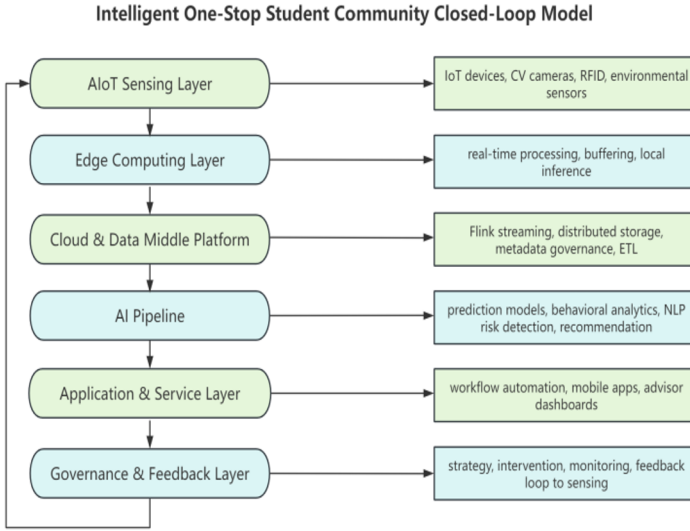 Intelligent One-Stop Student Community Closed-Loop Model
AIoT Sensing Layer
IoT devices, CV cameras, RFID, environmental
sensors
Edge Computing Layer
real-time processing, buffering, local
inference
Cloud & Data Middle Platform
Flink streaming, distributed storage,
metadata governance, ETL
AI Pipeline
prediction models, behavioral analytics, NLP
risk detection, recommendation
Application & Service Layer
workflow automation, mobile apps, advisor
dashboards
Governance & Feedback Layer
strategy, intervention, monitoring, feedback
loop to sensing